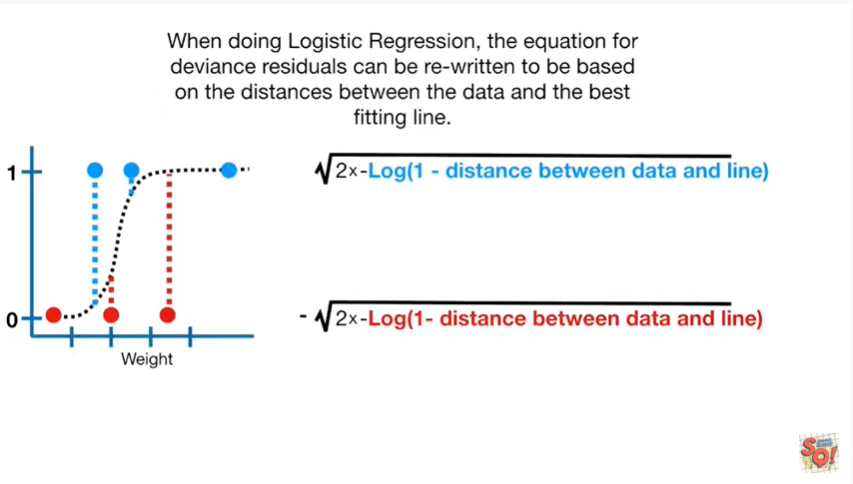 When doing Logistic Regression, the equation for
deviance residuals can be re-written to be based
on the distances between the data and the best
fitting line.
1
√2x-Log(1 - distance between data and line)
0
- √2x-Log(1- distance between data and line)
Weight
SQ!